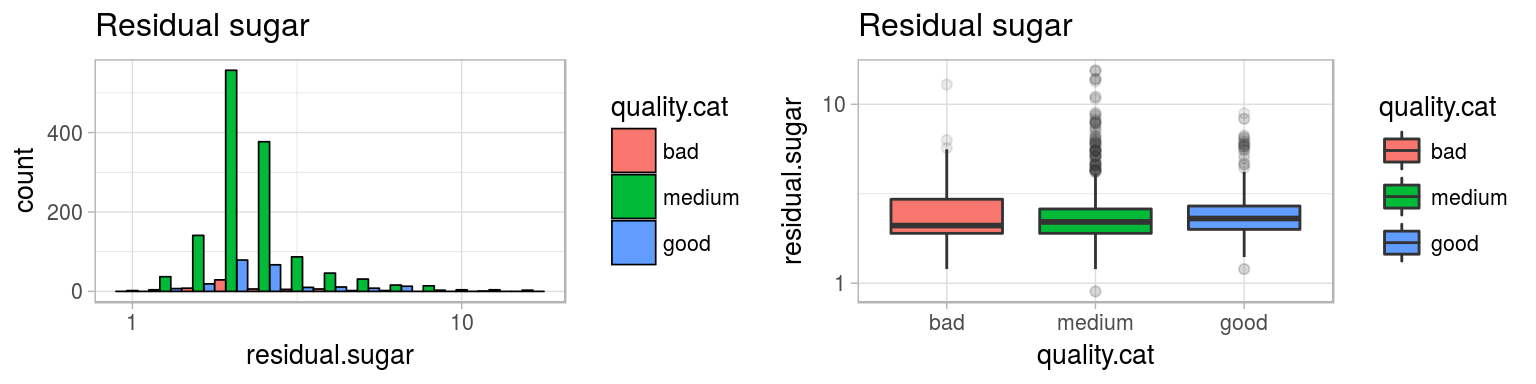 Residual sugar
count
400
200
0
1
10
residual.sugar
quality.cat
bad
medium
good
Residual sugar
residual.sugar
10
1
bad
medium
good
quality.cat
quality.cat
bad
medium
good